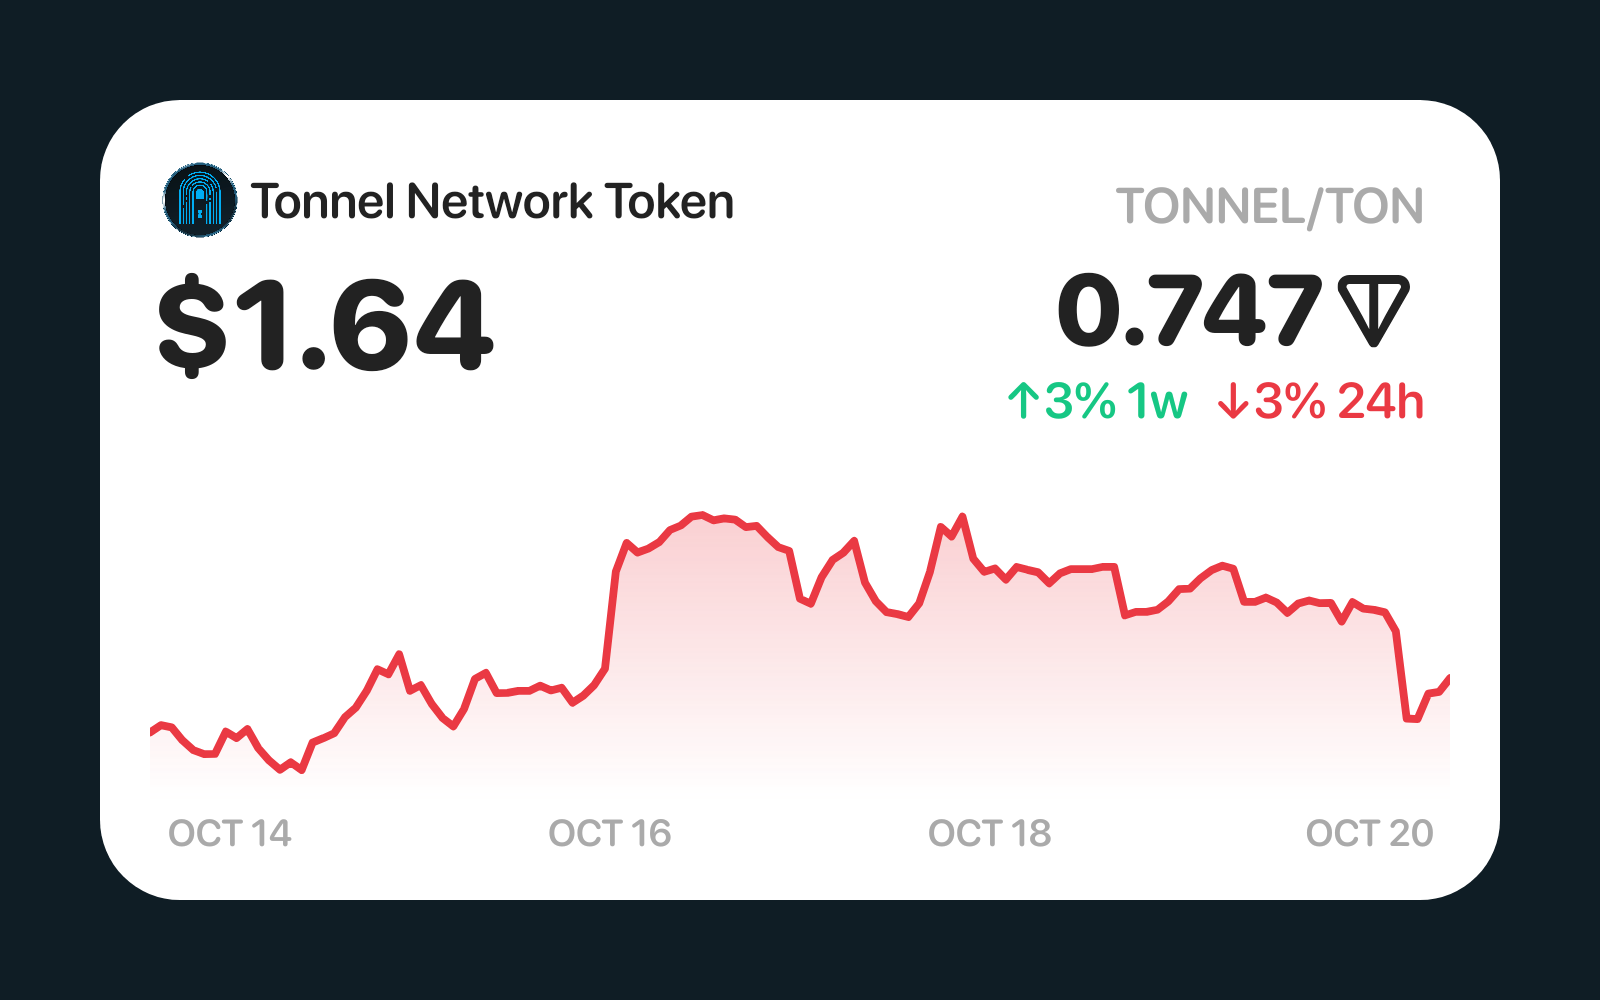 Tonnel Network Token
TONNEL/TON
$1.64
0.747
↑3% 1w ↓3% 24h
OCT 14
OCT 16
OCT 18
OCT 20